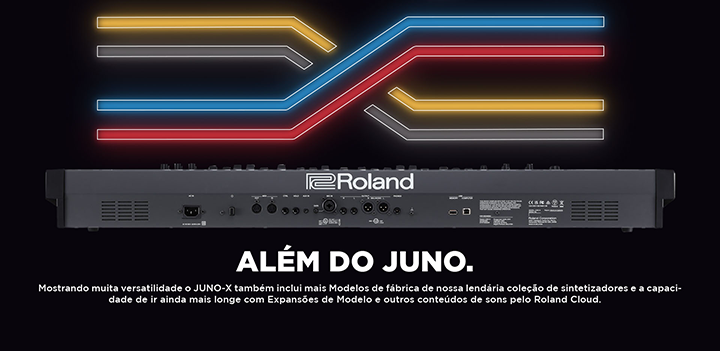 Roland
ALÉM DO JUNO.
Mostrando muita versatilidade o JUNO-X também inclui mais Modelos de fábrica de nossa lendária coleção de sintetizadores e a capaci-
dade de ir ainda mais longe com Expansões de Modelo e outros conteúdos de sons pelo Roland Cloud.